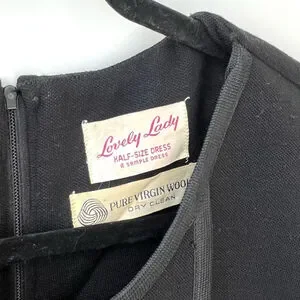 Lovely Lady
HALF-SIZE DRESS
A SAMPLE DRESS
PURE VIRGIN WOOL
DRY CLEAN